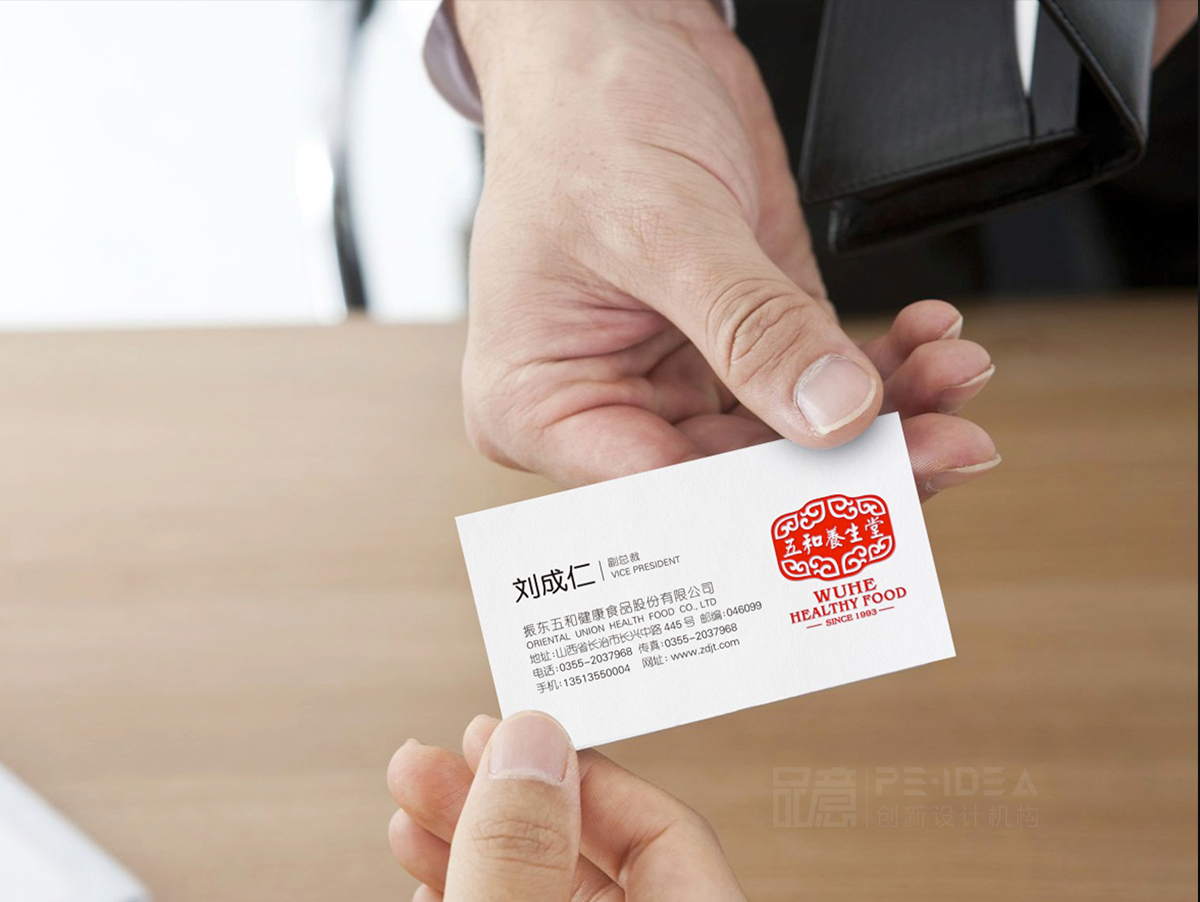 刘成仁
副总裁
VICE PRESIDENT
振东五和健康食品股份有限公司
ORIENTAL UNION HEALTH FOOD CO.,LTD
地址:山西省长治市长兴中路 445 号 邮编:046099
电话:0355-2037968 传真:0355-2037968
手机:13513550004 网址: www.zdjt.com
五和養生堂
WUHE
HEALTHY FOOD
SINCE 1993
品意
PE·IDEA
创新设计机构